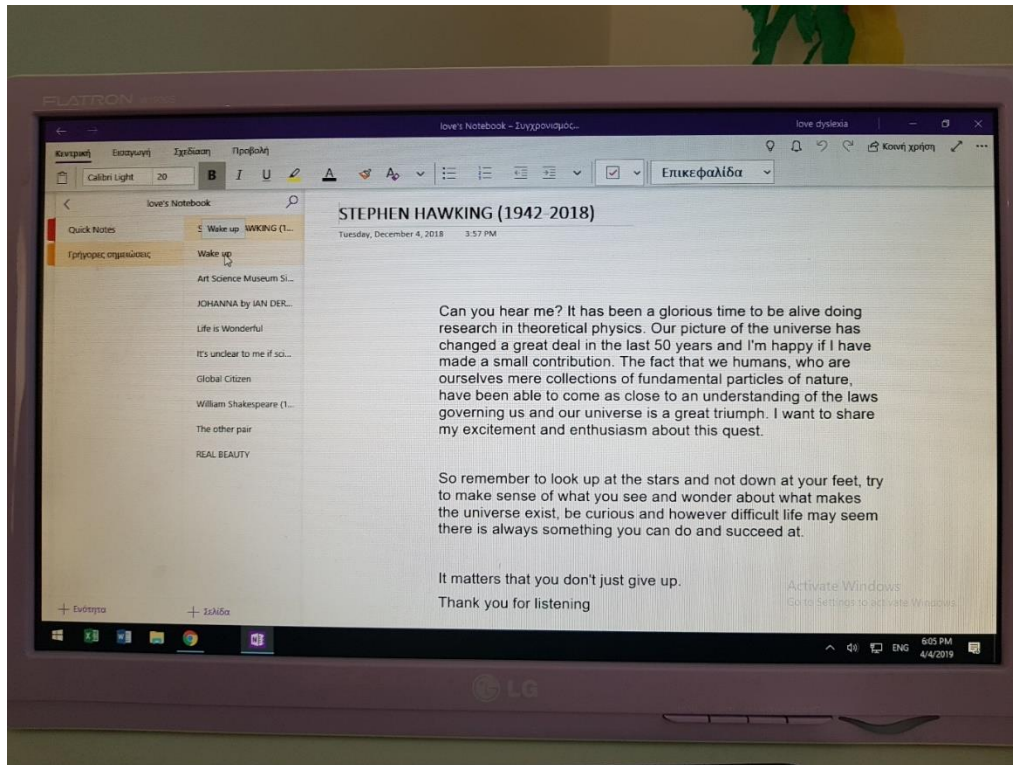 FLATRON
love's Notebook – Συγχρονισμός...
love dyslexia
Κεντρική Εισαγωγή Σχεδίαση Προβολή
Κοινή χρήση
Calibri Light 20 B I U A Επικεφαλίδα
love's Notebook
Quick Notes
Γρήγορες σημειώσεις
S Wake up WKING (1...
Wake up
Art Science Museum Si...
JOHANNA by IAN DER...
Life is Wonderful
It's unclear to me if sci...
Global Citizen
William Shakespeare (1...
The other pair
REAL BEAUTY
+ Ενότητα
+ Σελίδα
STEPHEN HAWKING (1942-2018)
Tuesday, December 4, 2018 3:57 PM
Can you hear me? It has been a glorious time to be alive doing
research in theoretical physics. Our picture of the universe has
changed a great deal in the last 50 years and I'm happy if I have
made a small contribution. The fact that we humans, who are
ourselves mere collections of fundamental particles of nature,
have been able to come as close to an understanding of the laws
governing us and our universe is a great triumph. I want to share
my excitement and enthusiasm about this quest.
So remember to look up at the stars and not down at your feet, try
to make sense of what you see and wonder about what makes
the universe exist, be curious and however difficult life may seem
there is always something you can do and succeed at.
It matters that you don't just give up.
Thank you for listening
Activate Windows
Go to Settings to activate Windows.
ENG
6:05 PM
4/4/2019
LG